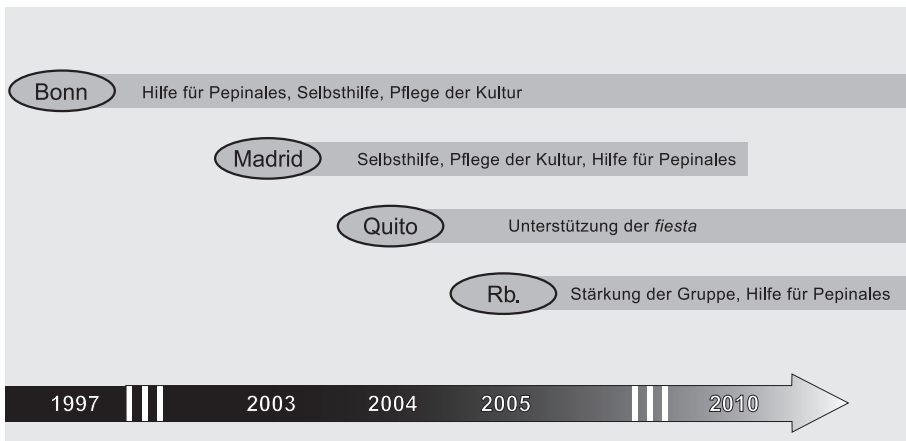 Bonn Hilfe für Pepinales, Selbsthilfe, Pflege der Kultur
Madrid Selbsthilfe, Pflege der Kultur, Hilfe für Pepinales
Quito Unterstützung der fiesta
Rb. Stärkung der Gruppe, Hilfe für Pepinales
1997 2003 2004 2005 2010